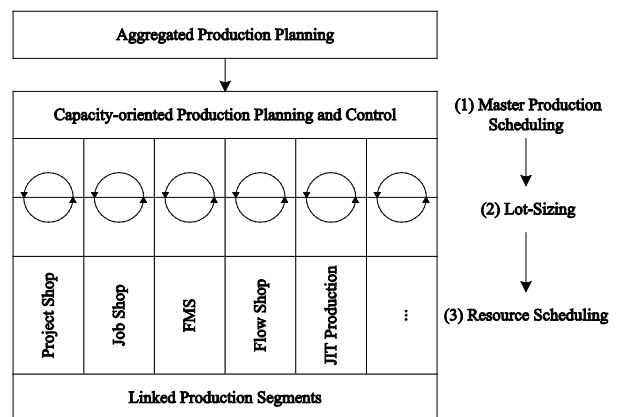 Aggregated Production Planning
Capacity-oriented Production Planning and Control
(1) Master Production
Scheduling
(2) Lot-Sizing
Project Shop
Job Shop
FMS
Flow Shop
JIT Production
...
(3) Resource Scheduling
Linked Production Segments